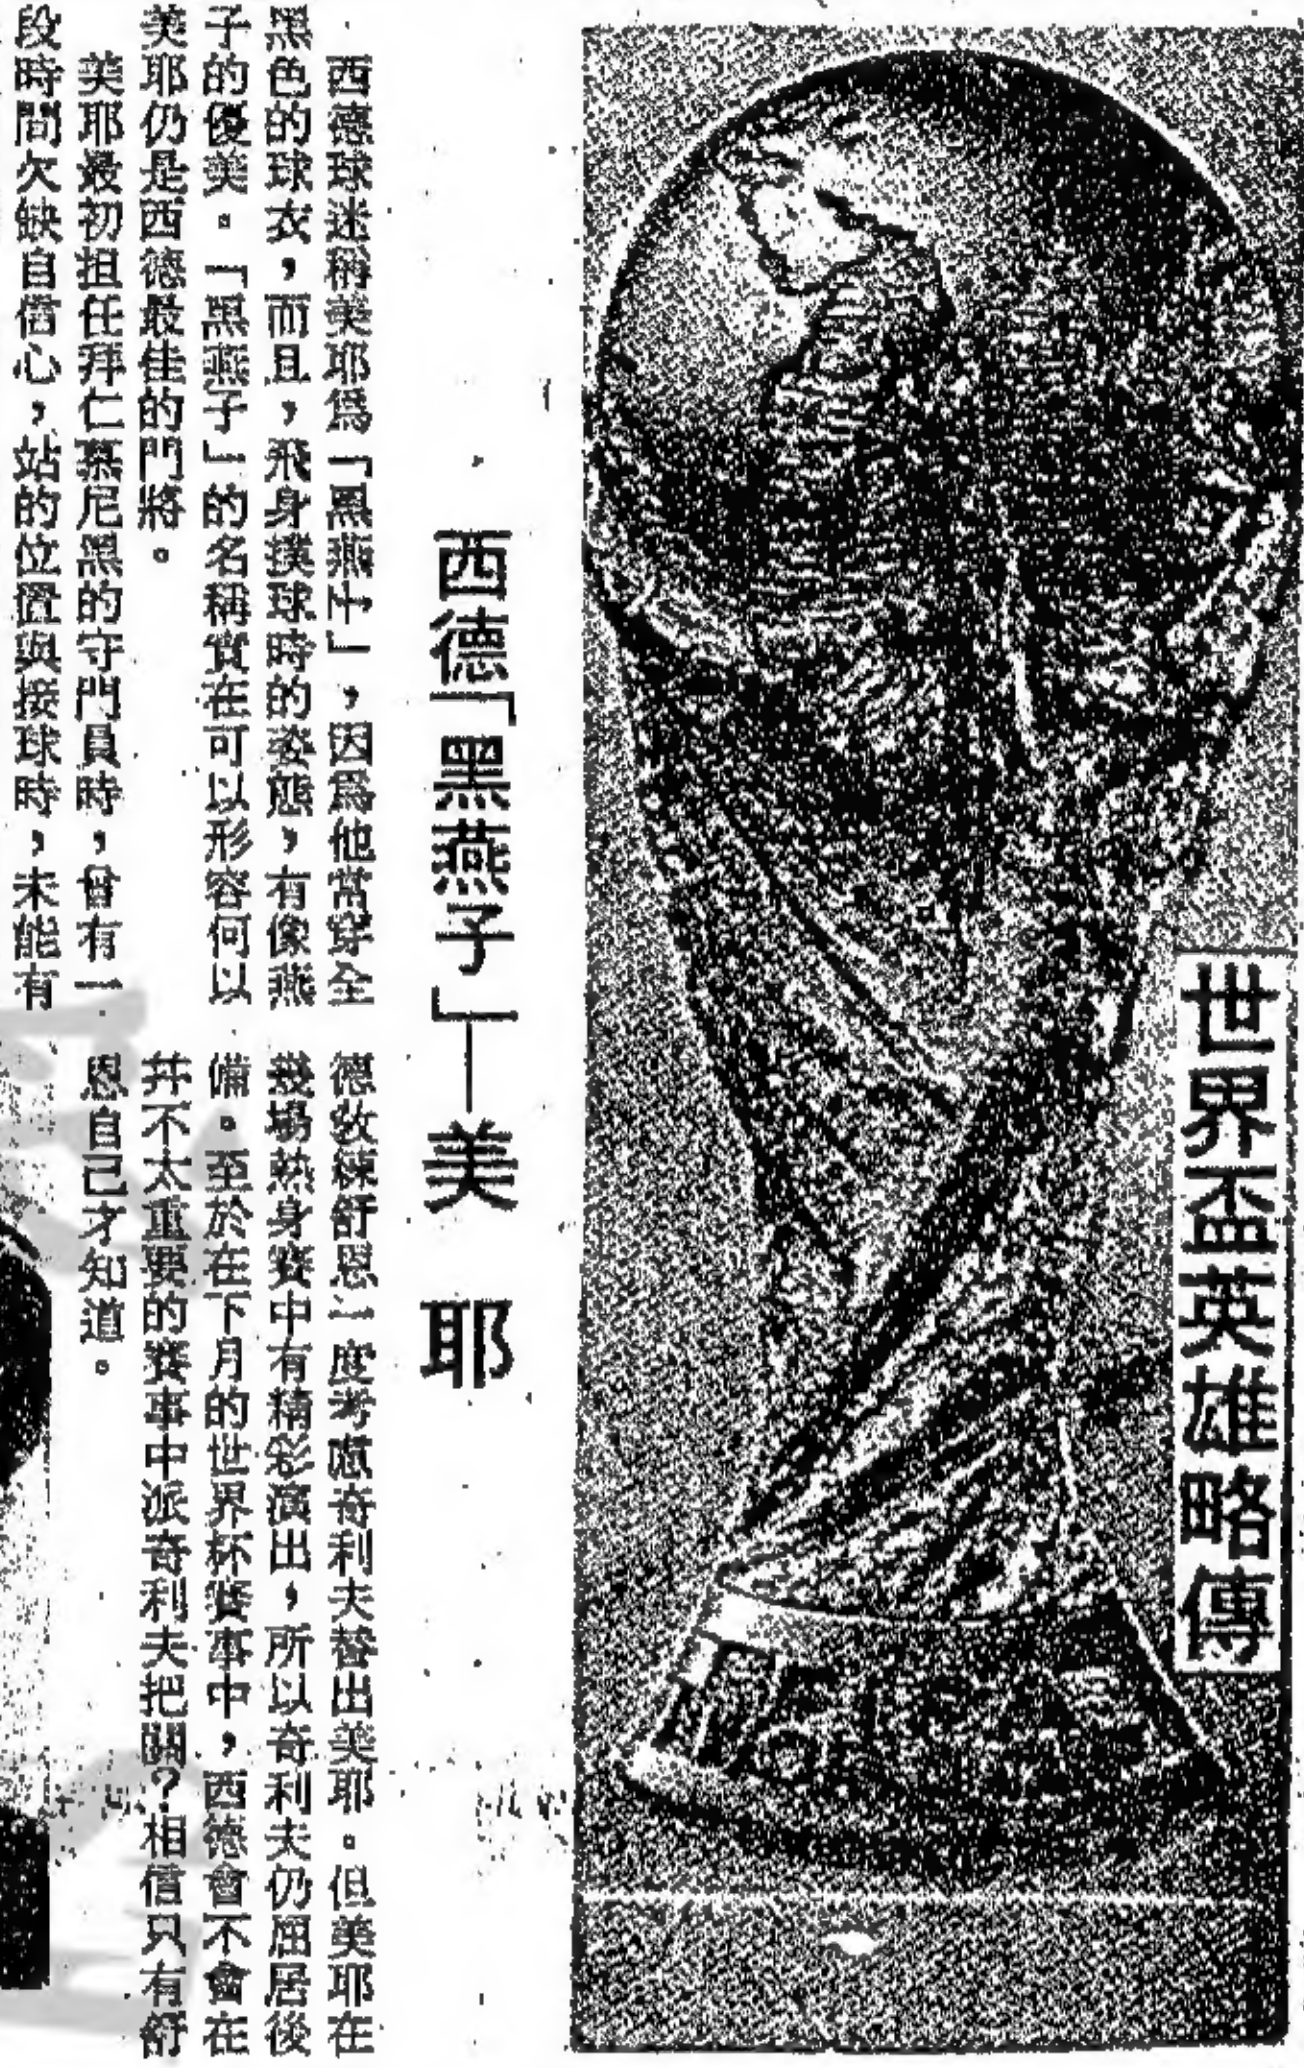 世界盃英雄略傳
西德「黑燕子」—美耶
西德球迷稱美耶爲「黑燕子」，因爲他常穿全
黑色的球衣，而且，飛身撲球時的姿態，有像燕
子的優美。「黑燕子」的名稱實在可以形容何以
美耶仍是西德最佳的門將。
美耶最初担任拜仁慕尼黑的守門員時，曾有一
段時間欠缺自信心，站的位置與接球時，未能有
德敎練舒恩一度考慮奇利夫替出美耶。但美耶在
幾場熱身賽中有精彩演出，所以奇利夫仍屈居後
備。至於在下月的世界杯賽事中，西德會不會在
幷不太重要的賽事中派奇利夫把關？相信只有舒
恩自己才知道。